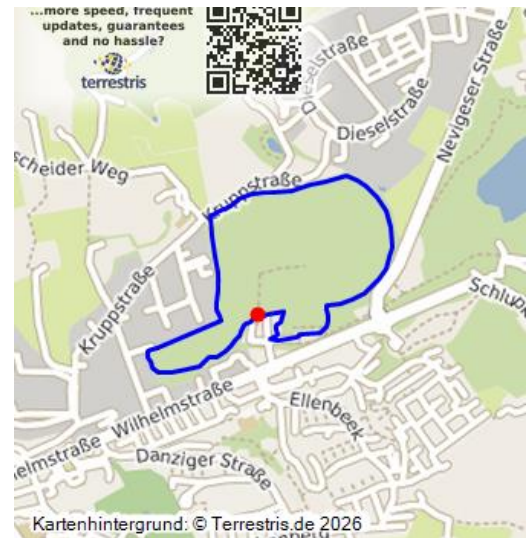 ...more speed, frequent
updates, guarantees
and no hassle?
terrestris
Dieselstraße
Dieselstraße
Nevigeser Straße
scheider Weg
Kruppstraße
Kruppstraße
Wilhelmstraße
elmstraße
Ellenbeek
Danziger Straße
Kartenhintergrund: © Terrestris.de 2026